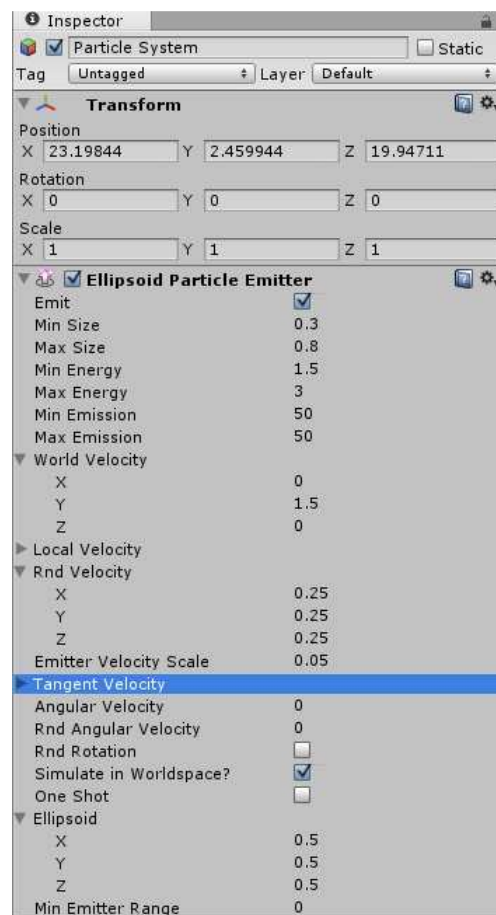 Inspector
Particle System Static
Tag Untagged Layer Default
Transform
Position
X 23.19844 Y 2.459944 Z 19.94711
Rotation
X 0 Y 0 Z 0
Scale
X 1 Y 1 Z 1
Ellipsoid Particle Emitter
Emit
Min Size 0.3
Max Size 0.8
Min Energy 1.5
Max Energy 3
Min Emission 50
Max Emission 50
World Velocity
X 0
Y 1.5
Z 0
Local Velocity
Rnd Velocity
X 0.25
Y 0.25
Z 0.25
Emitter Velocity Scale 0.05
Tangent Velocity
Angular Velocity 0
Rnd Angular Velocity 0
Rnd Rotation
Simulate in Worldspace?
One Shot
Ellipsoid
X 0.5
Y 0.5
Z 0.5
Min Emitter Range 0